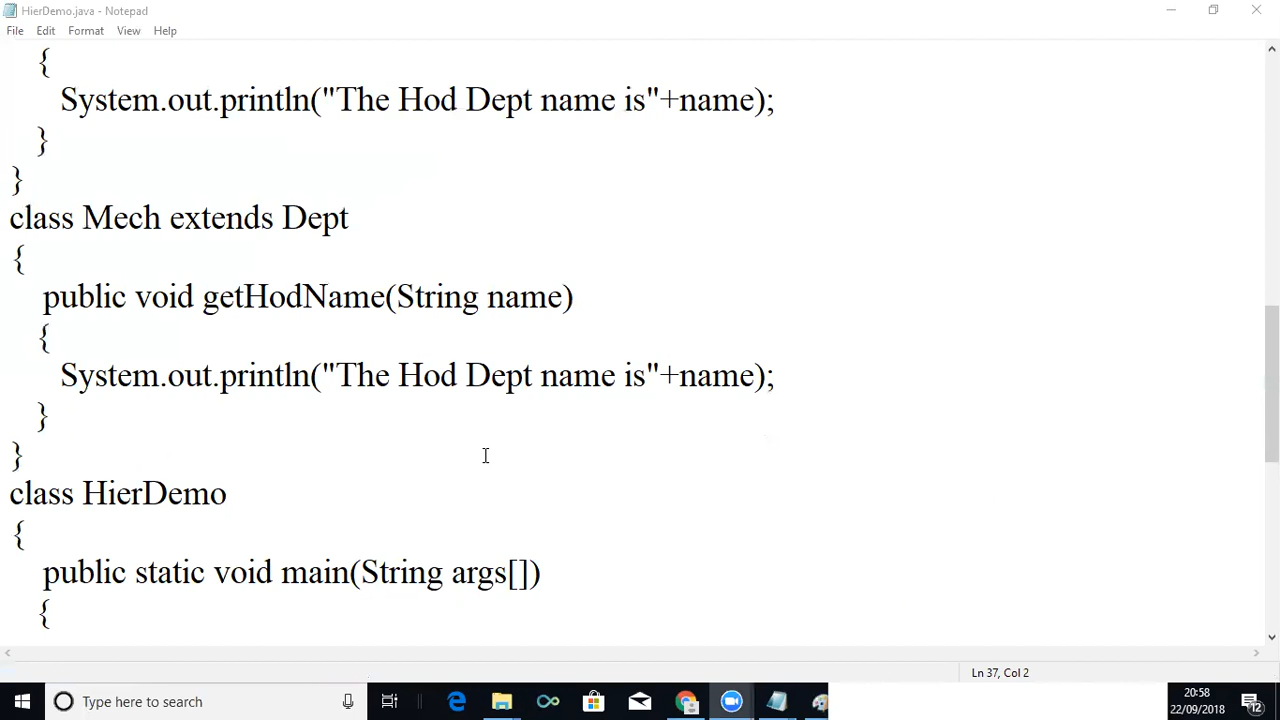 HierDemo.java - Notepad
File Edit Format View Help
{
System.out.println("The Hod Dept name is"+name);
}
}
class Mech extends Dept
{
public void getHodName(String name)
{
System.out.println("The Hod Dept name is"+name);
}
}
class HierDemo
{
public static void main(String args[])
{
Ln 37, Col 2
Type here to search
20:58
22/09/2018
12